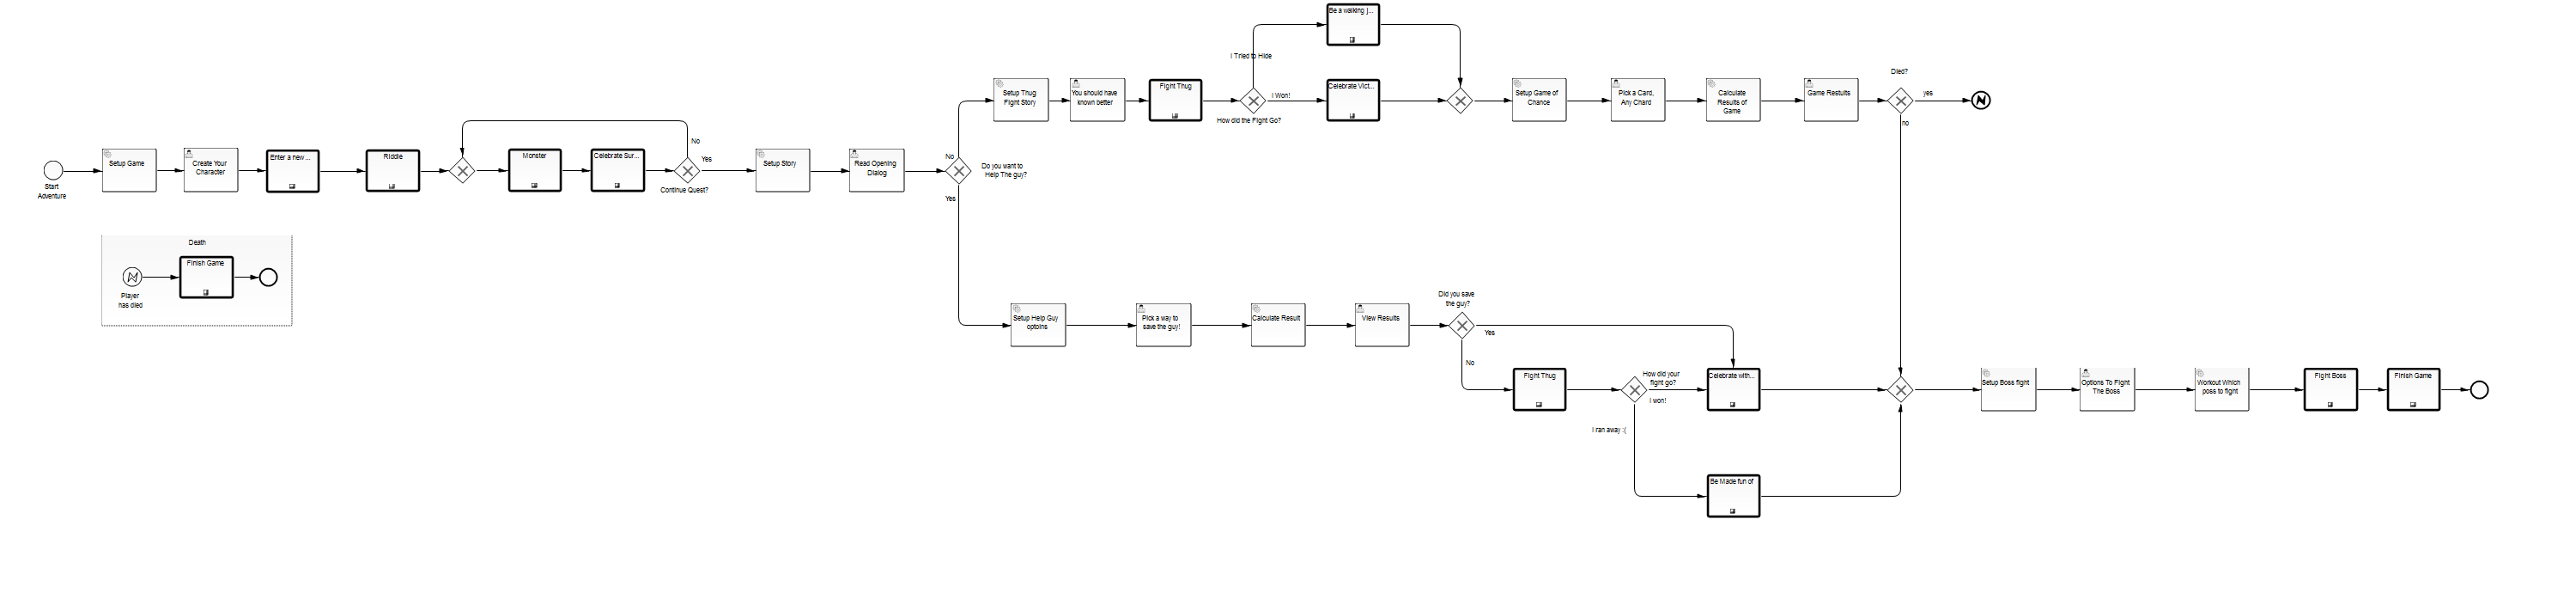 Be a walking j...
I Tried to Hide
Setup Thug
Fight Story
You should have
known better
Fight Thug
I Won!
How did the Fight Go?
Celebrate Vict...
Setup Game of
Chance
Pick a Card,
Any Chard
Calculate
Results of
Game
Game Restults
Died?
yes
no
Start
Adventure
Setup Game
Create Your
Character
Enter a new ...
Riddle
Monster
Celebrate Sur...
No
Yes
Continue Quest?
Setup Story
Read Opening
Dialog
No
Do you want to
Help The guy?
Yes
Death
Player
has died
Finish Game
Setup Help Guy
optoins
Pick a way to
save the guy!
Calculate Result
View Results
Did you save
the guy?
Yes
No
Fight Thug
How did your
fight go?
I won!
I ran away :(
Celebrate with...
Be Made fun of
Setup Boss fight
Options To Fight
The Boss
Workout Which
poss to fight
Fight Boss
Finish Game